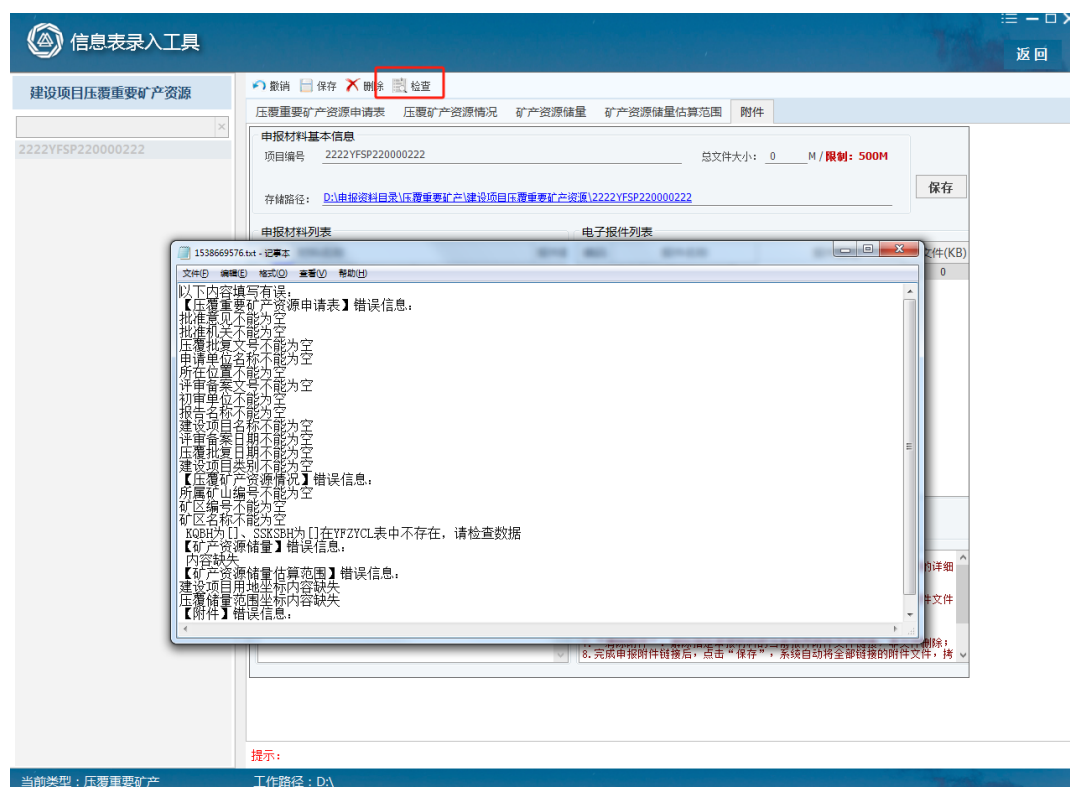 信息表录入工具
返回
建设项目压覆重要矿产资源
2222YFSP220000222
撤销 保存 删除 检查
压覆重要矿产资源申请表 压覆矿产资源情况 矿产资源储量 矿产资源储量估算范围 附件
申报材料基本信息
项目编号 2222YFSP220000222 总文件大小: 0 M/限制: 500M
保存
存储路径: D:\申报资料目录\压覆重要矿产\建设项目压覆重要矿产资源\2222YFSP220000222
申报材料列表 电子报件列表
文件(KB)
0
1538669576.txt - 记事本
文件(F) 编辑(E) 格式(O) 查看(V) 帮助(H)
以下内容填写有误:
【压覆重要矿产资源申请表】错误信息:
批准意见不能为空
批准机关不能为空
压覆批复文号不能为空
申请单位名称不能为空
所在位置不能为空
评审备案文号不能为空
初审单位不能为空
报告名称不能为空
建设项目名称不能为空
评审备案日期不能为空
压覆批复日期不能为空
建设项目类别不能为空
【压覆矿产资源情况】错误信息:
所属矿山编号不能为空
矿区编号不能为空
矿区名称不能为空
KQBH为[]、SSKSBH为[]在YFZYCL表中不存在, 请检查数据
【矿产资源储量】错误信息:
内容缺失
【矿产资源储量估算范围】错误信息:
建设项目用地坐标内容缺失
压覆储量范围坐标内容缺失
【附件】错误信息:
的详细
件文件
删除;
8.完成申报附件链接后, 点击“保存”, 系统自动将全部链接的附件文件, 拷
提示:
当前类型:压覆重要矿产 工作路径:D:\